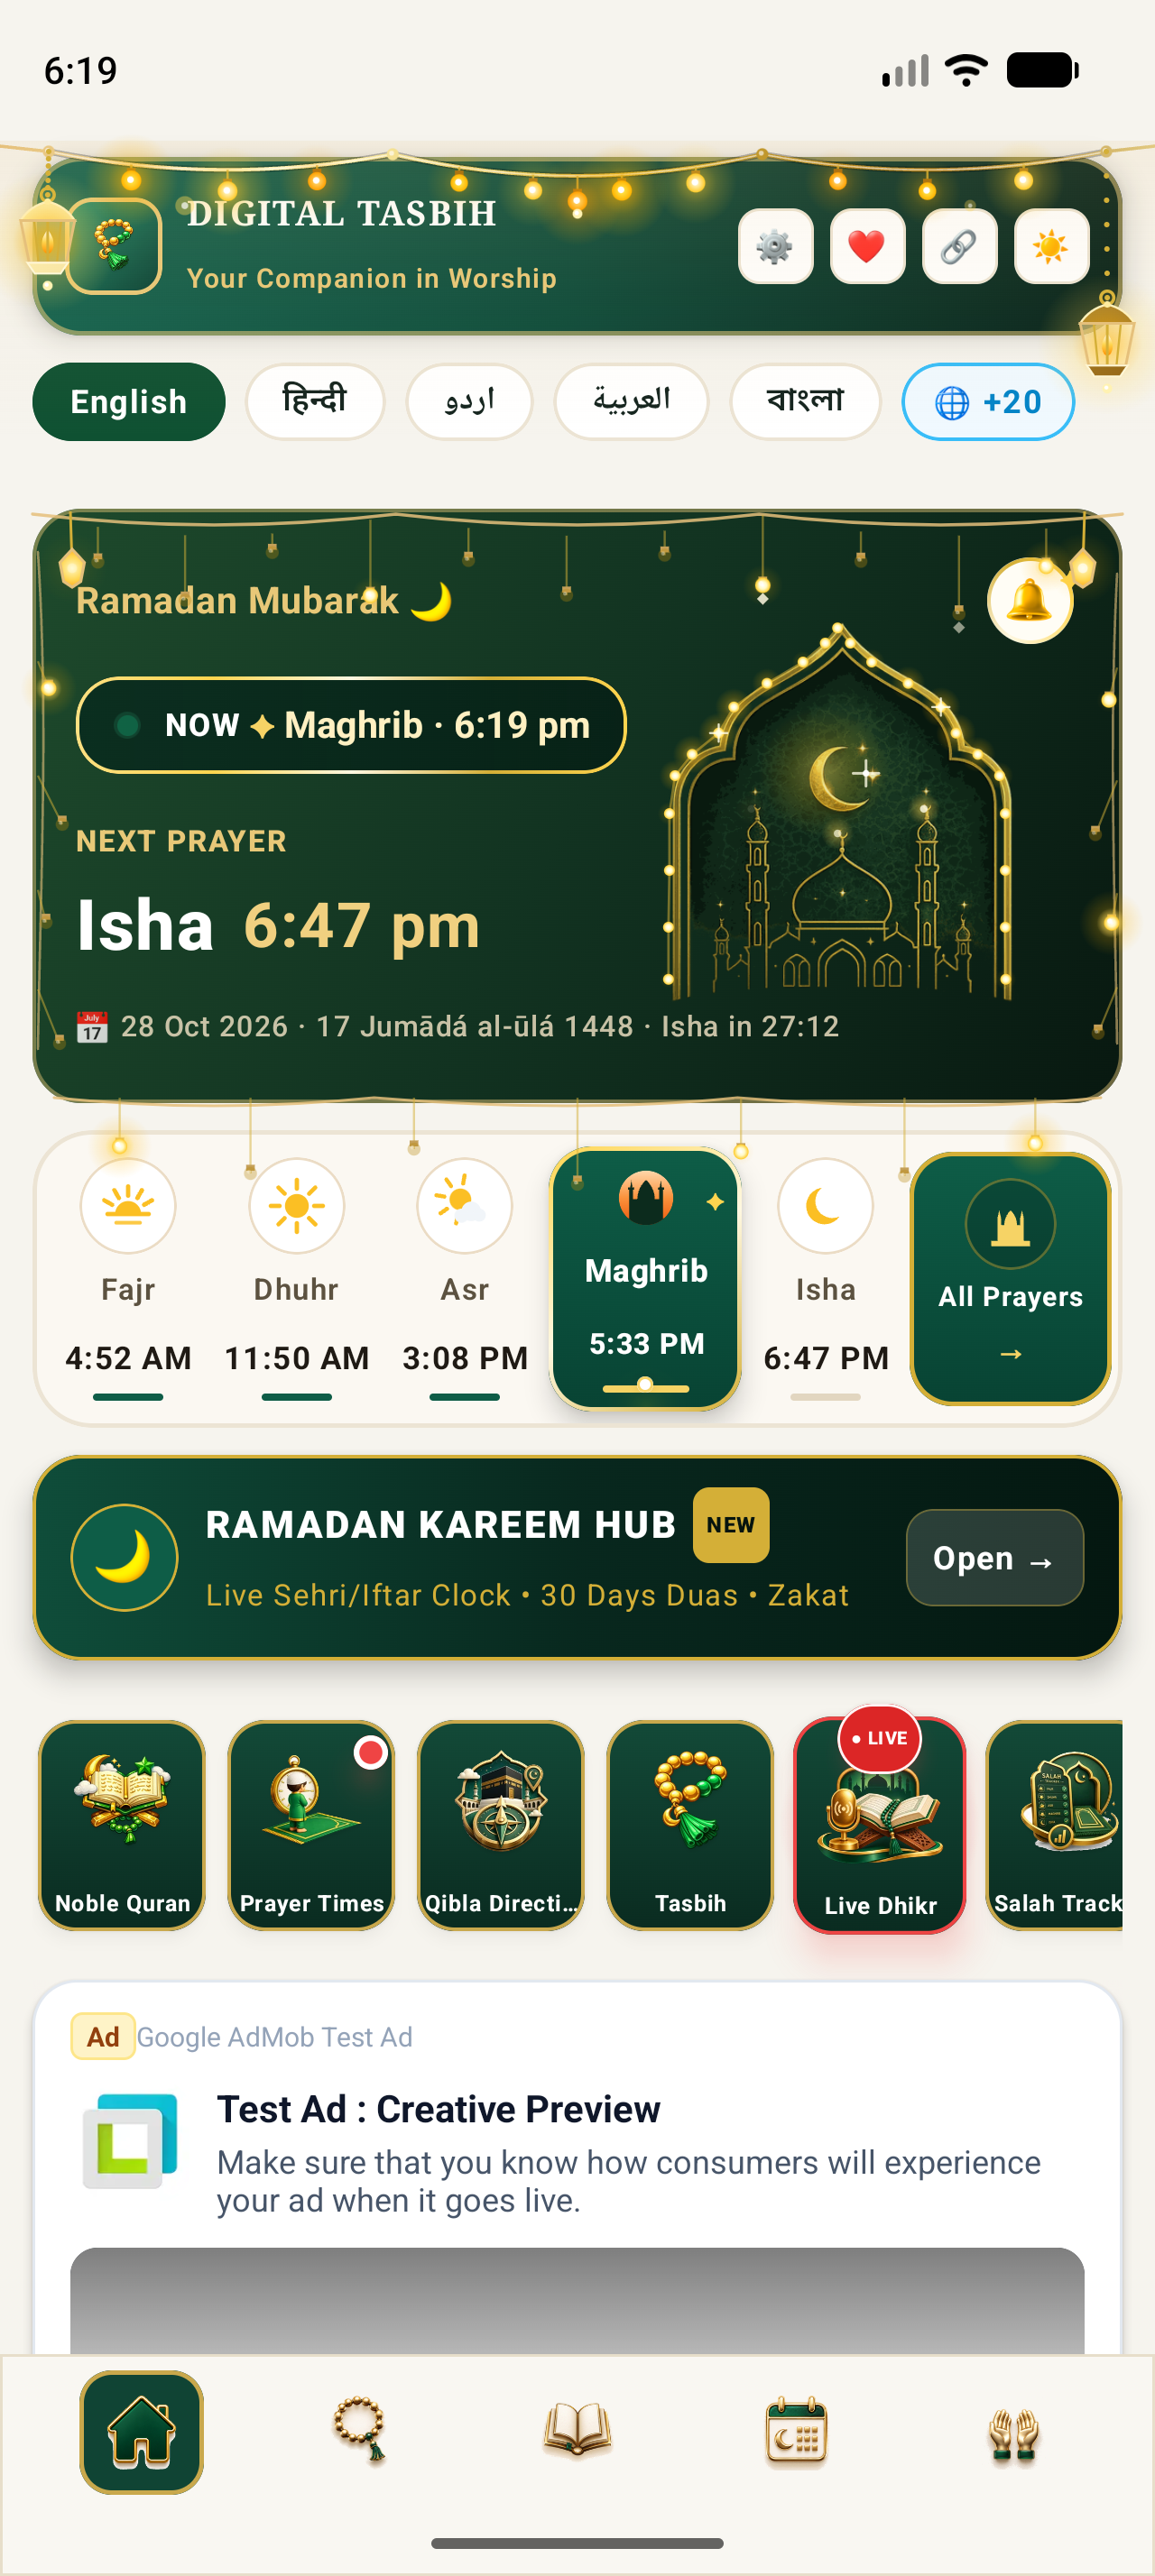 6:19
DIGITAL TASBIH
Your Companion in Worship
English
हिन्दी
اردو
العربية
বাংলা
+20
Ramadan Mubarak
NOW Maghrib · 6:19 pm
NEXT PRAYER
Isha 6:47 pm
July 17
28 Oct 2026 · 17 Jumādá al-ūlá 1448 · Isha in 27:12
Fajr
4:52 AM
Dhuhr
11:50 AM
Asr
3:08 PM
Maghrib
5:33 PM
Isha
6:47 PM
All Prayers
→
RAMADAN KAREEM HUB NEW
Live Sehri/Iftar Clock • 30 Days Duas • Zakat
Open →
Noble Quran
Prayer Times
Qibla Directi...
Tasbih
• LIVE
Live Dhikr
SALAH
Salah Track
Ad Google AdMob Test Ad
Test Ad : Creative Preview
Make sure that you know how consumers will experience
your ad when it goes live.